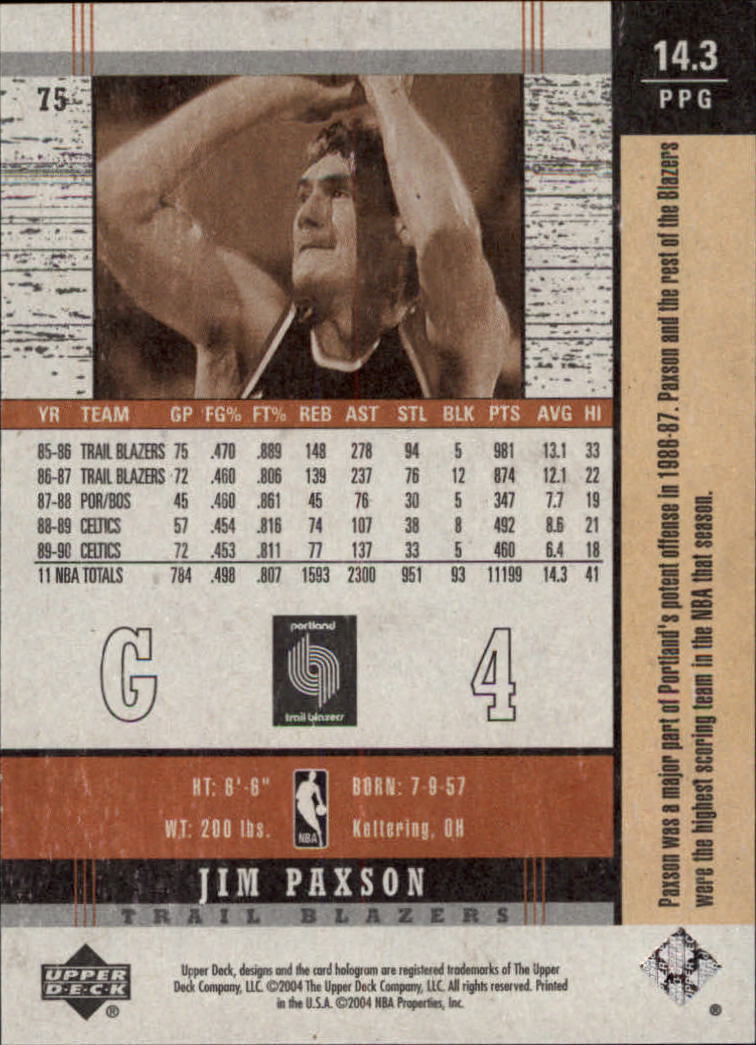 75
14.3
PPG
Paxson was a major part of Portland's potent offense in 1986-87. Paxson and the rest of the Blazers
were the highest scoring team in the NBA that season.
YR TEAM GP FG% FT% REB AST STL BLK PTS AVG HI
85-86 TRAIL BLAZERS 75 .470 .889 148 278 94 5 981 13.1 33
86-87 TRAIL BLAZERS 72 .460 .806 139 237 76 12 874 12.1 22
87-88 POR/BOS 45 .460 .861 45 76 30 5 347 7.7 19
88-89 CELTICS 57 .454 .816 74 107 38 8 492 8.6 21
89-90 CELTICS 72 .453 .811 77 137 33 5 460 6.4 18
11 NBA TOTALS 784 .498 .807 1593 2300 951 93 11199 14.3 41
G
portland
trail blazers
4
HT: 6'-6"
WT: 200 lbs.
NBA
BORN: 7-9-57
Kettering, OH
JIM PAXSON
TRAIL BLAZERS
UPPER
D·E·C·K
®
Upper Deck, designs and the card hologram are registered trademarks of The Upper
Deck Company, LLC. ©2004 The Upper Deck Company, LLC. All rights reserved. Printed
in the U.S.A. ©2004 NBA Properties, Inc.
®